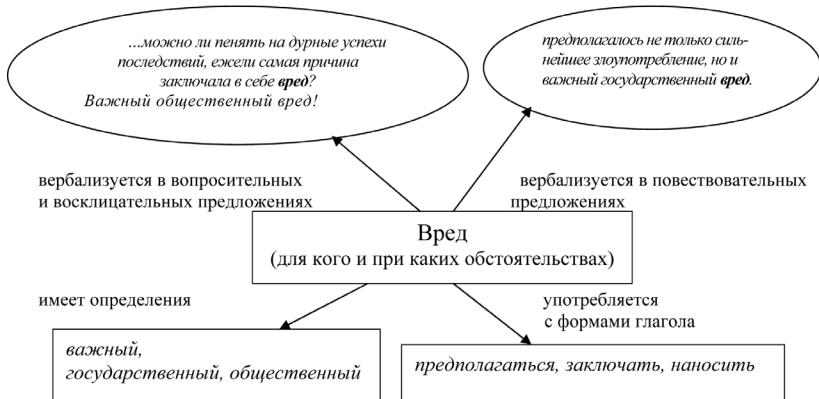 …можно ли пенять на дурные успехи
последствий, ежели самая причина
заключала в себе вред?
Важный общественный вред!
предполагалось не только силь-
нейшее злоупотребление, но и
важный государственный вред.
вербализуется в вопросительных
и восклицательных предложениях
вербализуется в повествовательных
предложениях
Вред
(для кого и при каких обстоятельствах)
имеет определения
употребляется
с формами глагола
важный,
государственный, общественный
предполагаться, заключать, наносить